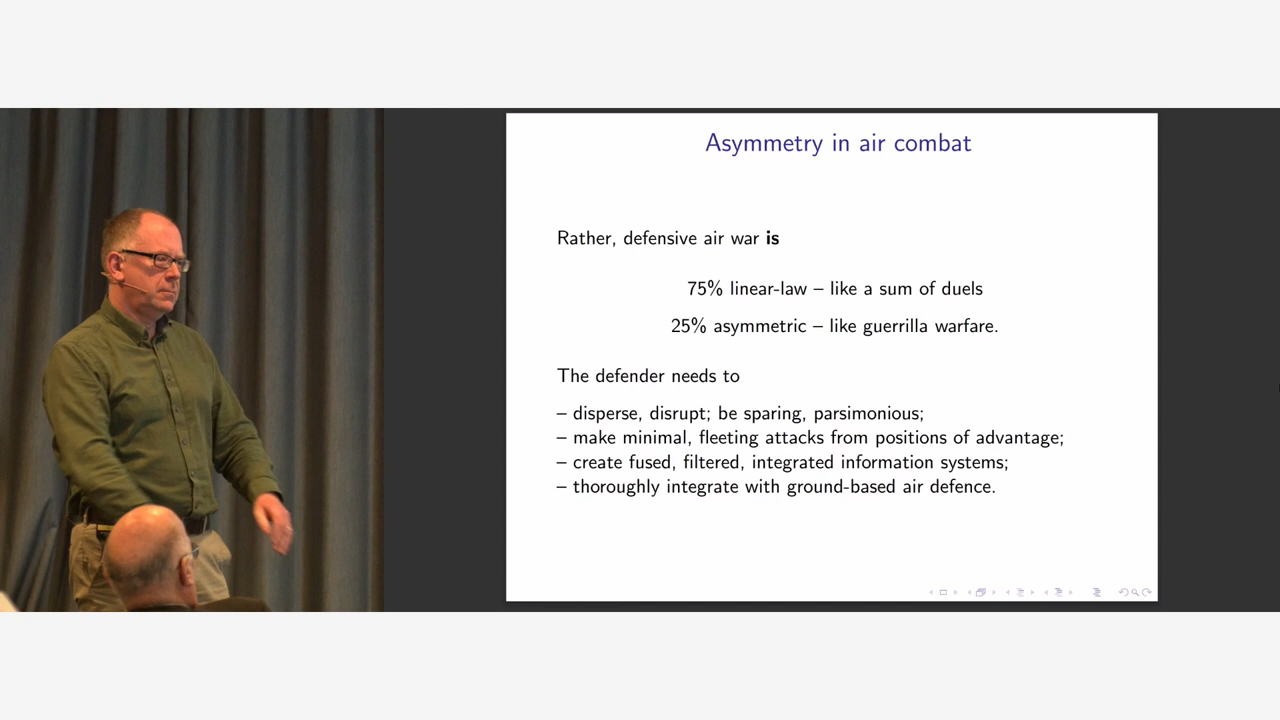 Asymmetry in air combat
Rather, defensive air war is
75% linear-law – like a sum of duels
25% asymmetric – like guerrilla warfare.
The defender needs to
– disperse, disrupt; be sparing, parsimonious;
– make minimal, fleeting attacks from positions of advantage;
– create fused, filtered, integrated information systems;
– thoroughly integrate with ground-based air defence.